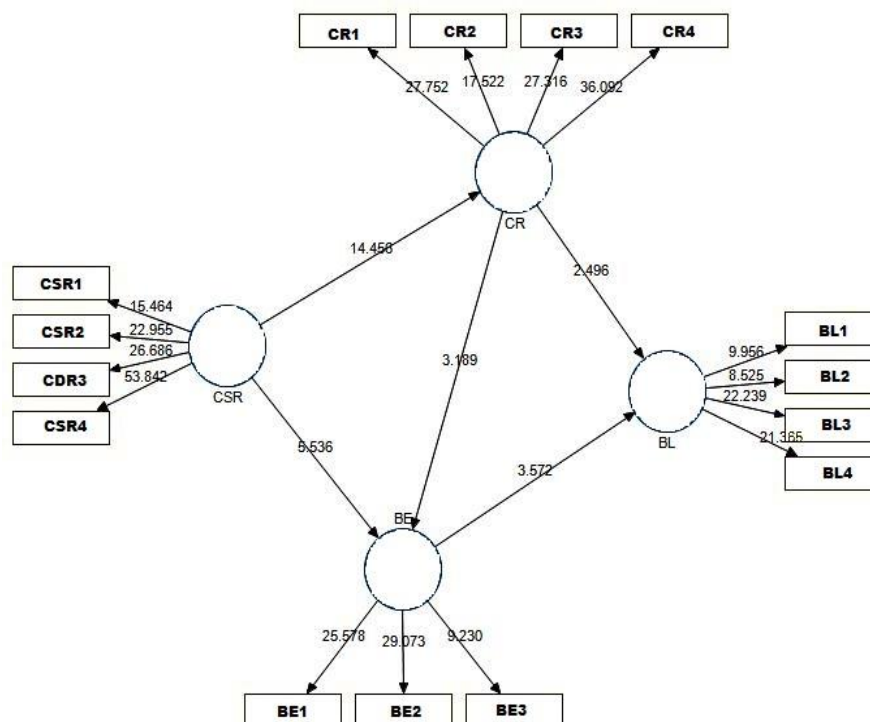 CR1
CR2
CR3
CR4
27.752
17.522
27.316
36.092
CR
14.456
2.496
CSR1
CSR2
CDR3
CSR4
15.464
22.955
26.686
53.842
CSR
3.189
BL1
BL2
BL3
BL4
9.956
8.525
22.239
21.365
BL
5.536
3.572
BE
25.578
29.073
9.230
BE1
BE2
BE3